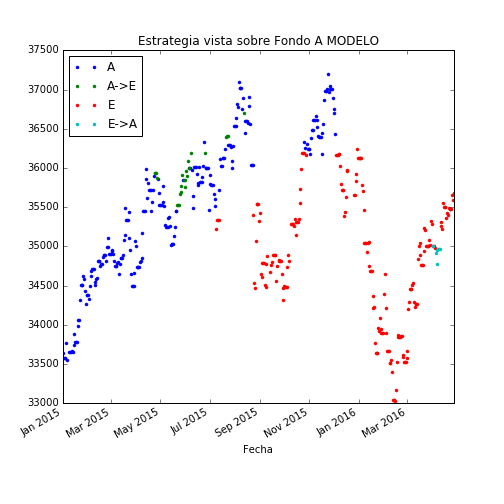 Estrategia vista sobre Fondo A MODELO
37500
37000
36500
36000
35500
35000
34500
34000
33500
33000
A
A->E
E
E->A
Jan 2015
Mar 2015
May 2015
Jul 2015
Sep 2015
Nov 2015
Jan 2016
Mar 2016
Fecha